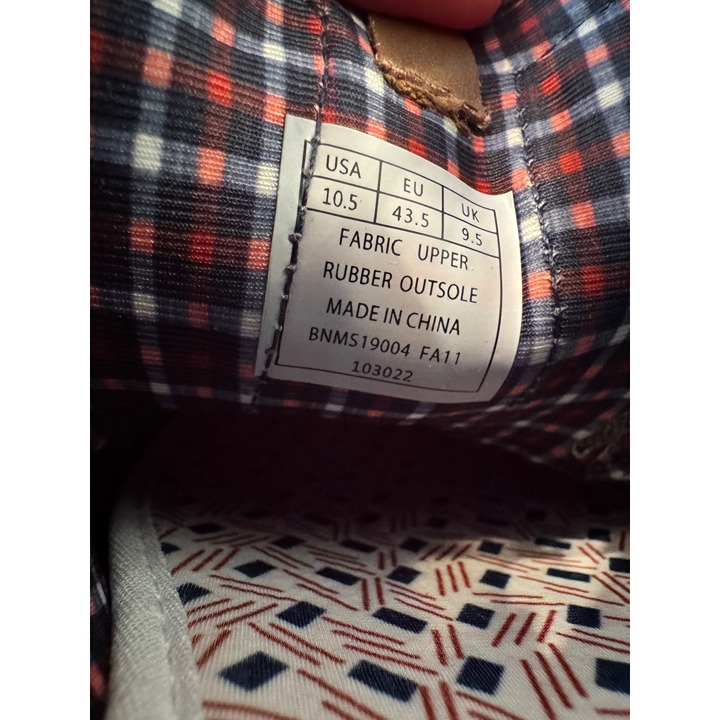 USA EU UK
10.5 43.5 9.5
FABRIC UPPER
RUBBER OUTSOLE
MADE IN CHINA
BNMS19004 FA11
103022